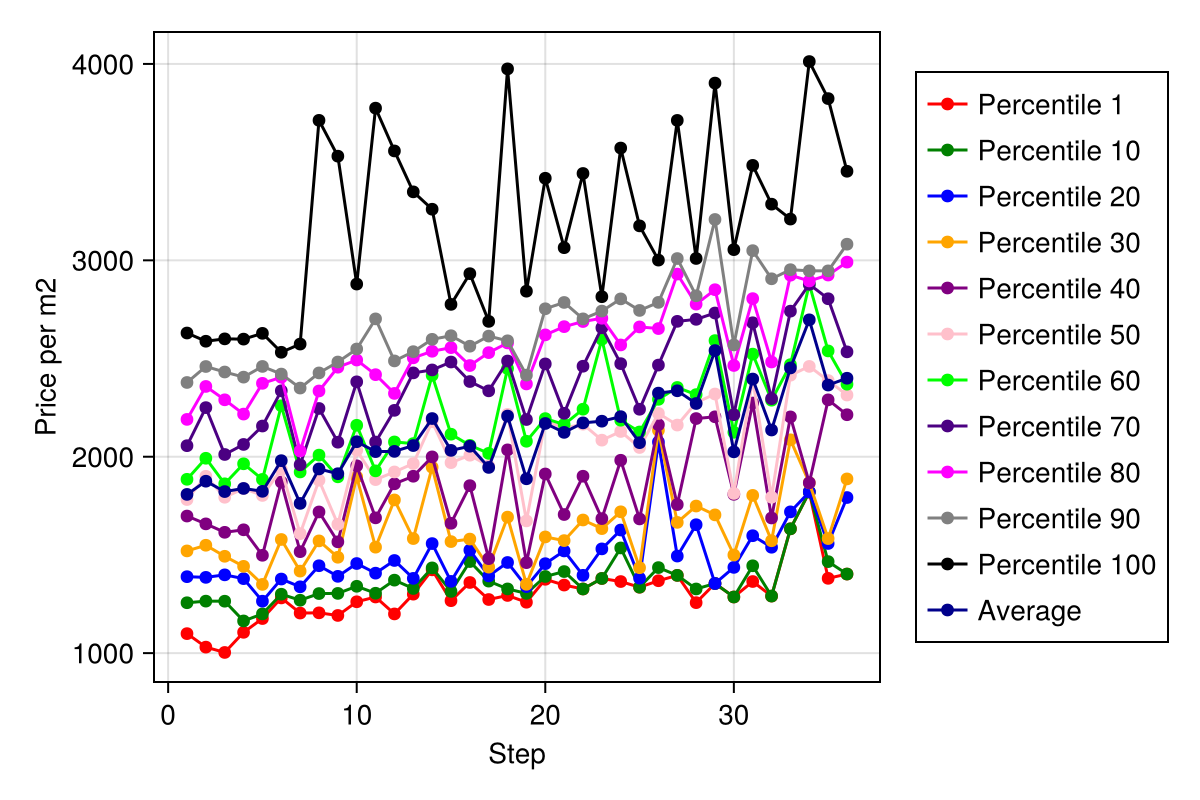 4000
3000
2000
1000
Price per m2
0 10 20 30
Step
Percentile 1
Percentile 10
Percentile 20
Percentile 30
Percentile 40
Percentile 50
Percentile 60
Percentile 70
Percentile 80
Percentile 90
Percentile 100
Average